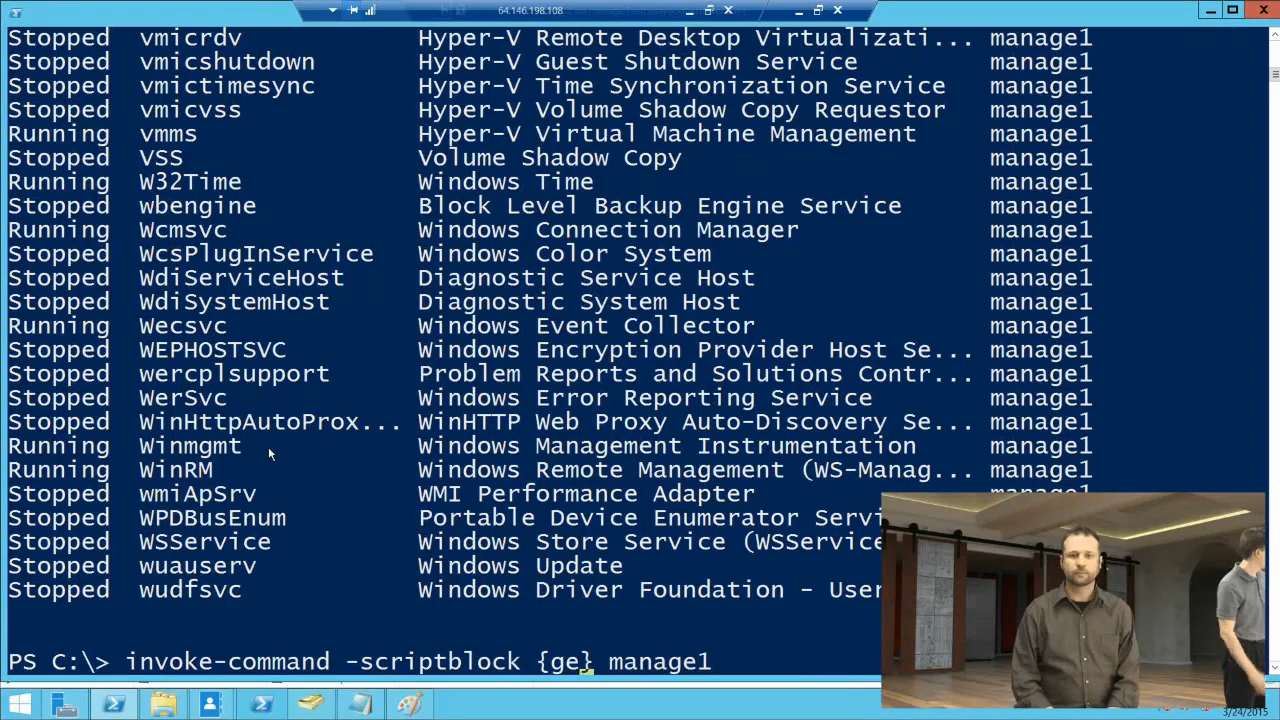 64.146.198.108
Stopped vmicrdv Hyper-V Remote Desktop Virtualizati... manage1
Stopped vmicshutdown Hyper-V Guest Shutdown Service manage1
Stopped vmictimesync Hyper-V Time Synchronization Service manage1
Stopped vmicvss Hyper-V Volume Shadow Copy Requestor manage1
Running vmms Hyper-V Virtual Machine Management manage1
Stopped VSS Volume Shadow Copy manage1
Running W32Time Windows Time manage1
Stopped wbengine Block Level Backup Engine Service manage1
Running Wcmsvc Windows Connection Manager manage1
Stopped WcsPlugInService Windows Color System manage1
Stopped WdiServiceHost Diagnostic Service Host manage1
Stopped WdiSystemHost Diagnostic System Host manage1
Running Wecsvc Windows Event Collector manage1
Stopped WEPHOSTSVC Windows Encryption Provider Host Se... manage1
Stopped wercplsupport Problem Reports and Solutions Contr... manage1
Stopped WerSvc Windows Error Reporting Service manage1
Stopped WinHttpAutoProx... WinHTTP Web Proxy Auto-Discovery Se... manage1
Running Winmgmt Windows Management Instrumentation manage1
Running WinRM Windows Remote Management (WS-Manag... manage1
Stopped wmiApSrv WMI Performance Adapter
Stopped WPDBusEnum Portable Device Enumerator Servi
Stopped WSService Windows Store Service (WSService
Stopped wuauserv Windows Update
Stopped wudfsvc Windows Driver Foundation - User
PS C:\> invoke-command -scriptblock {ge} manage1
3/24/2015